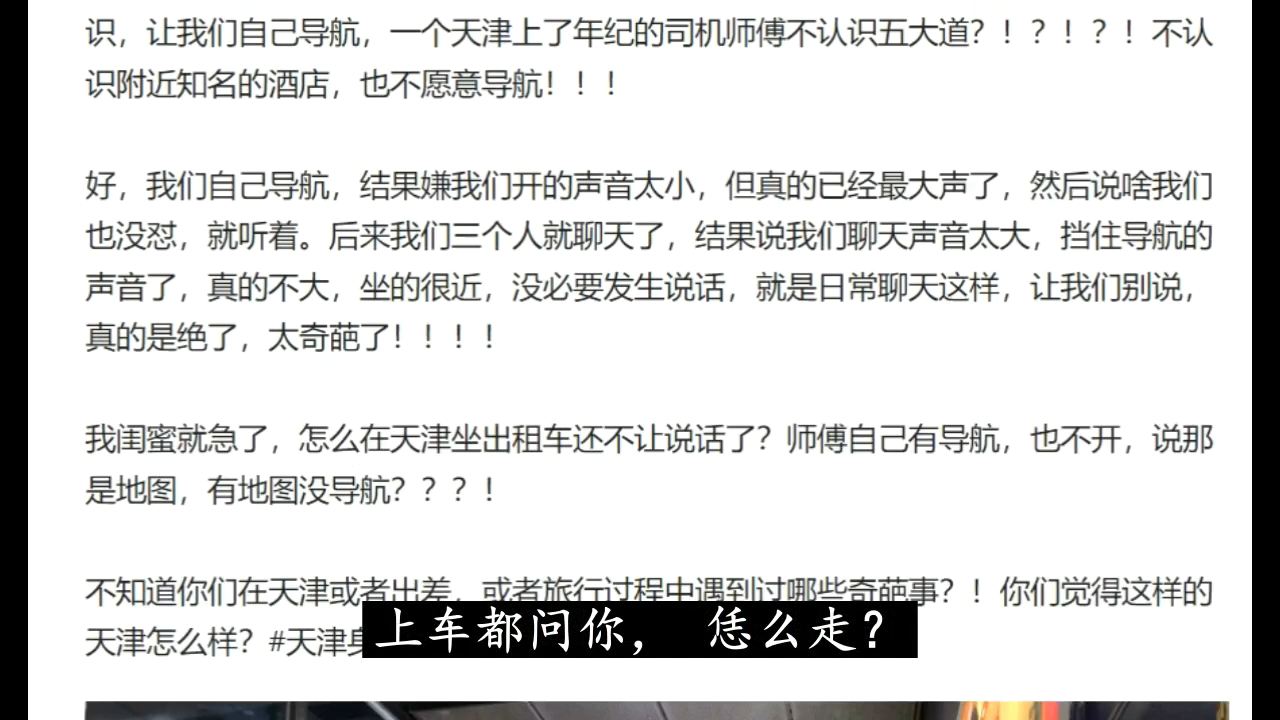 识，让我们自己导航，一个天津上了年纪的司机师傅不认识五大道？！？！？！不认
识附近知名的酒店，也不愿意导航！！！
好，我们自己导航，结果嫌我们开的声音太小，但真的已经最大声了，然后说啥我们
也没怼，就听着。后来我们三个人就聊天了，结果说我们聊天声音太大，挡住导航的
声音了，真的不大，坐的很近，没必要发生说话，就是日常聊天这样，让我们别说，
真的是绝了，太奇葩了！！！！
我闺蜜就急了，怎么在天津坐出租车还不让说话了？师傅自己有导航，也不开，说那
是地图，有地图没导航？？？！
不知道你们在天津或者出差，或者旅行过程中遇到过哪些奇葩事？！你们觉得这样的
天津怎么样？#天津身
上车都问你， 恁么走？